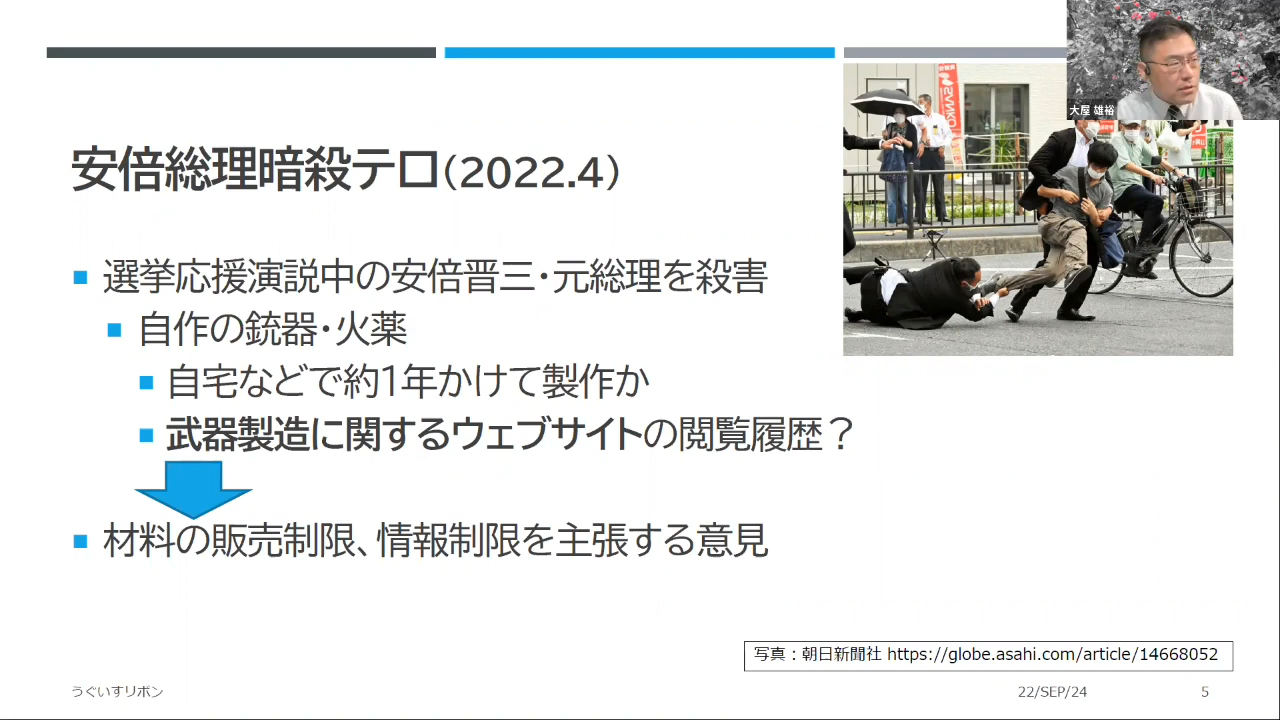 大屋 雄裕
SANKO
安倍総理暗殺テロ(2022.4)
選挙応援演説中の安倍晋三・元総理を殺害
自作の銃器・火薬
自宅などで約1年かけて製作か
武器製造に関するウェブサイトの閲覧履歴？
材料の販売制限、情報制限を主張する意見
写真：朝日新聞社 https://globe.asahi.com/article/14668052
うぐいすリボン
22/SEP/24
5